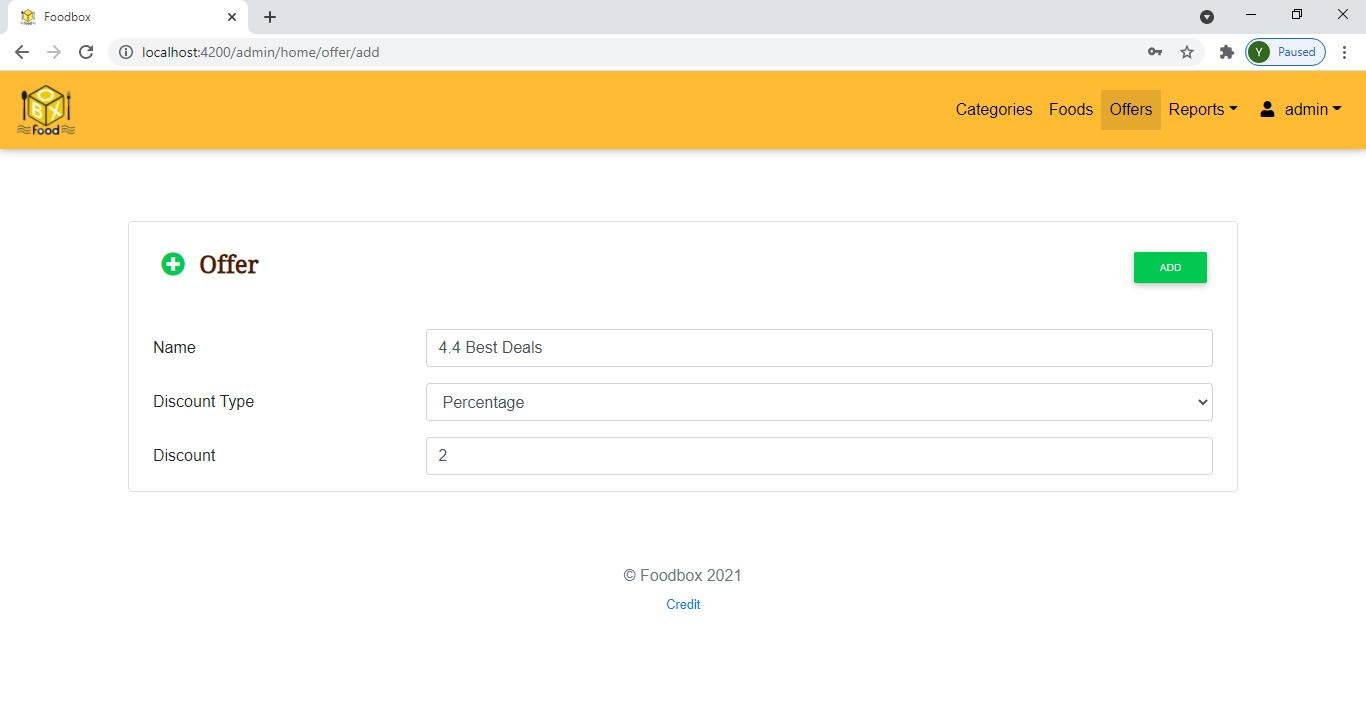 Foodbox
localhost:4200/admin/home/offer/add
Y Paused
O
B X
Food
Categories Foods Offers Reports admin
Offer
ADD
Name 4.4 Best Deals
Discount Type Percentage
Discount 2
© Foodbox 2021
Credit